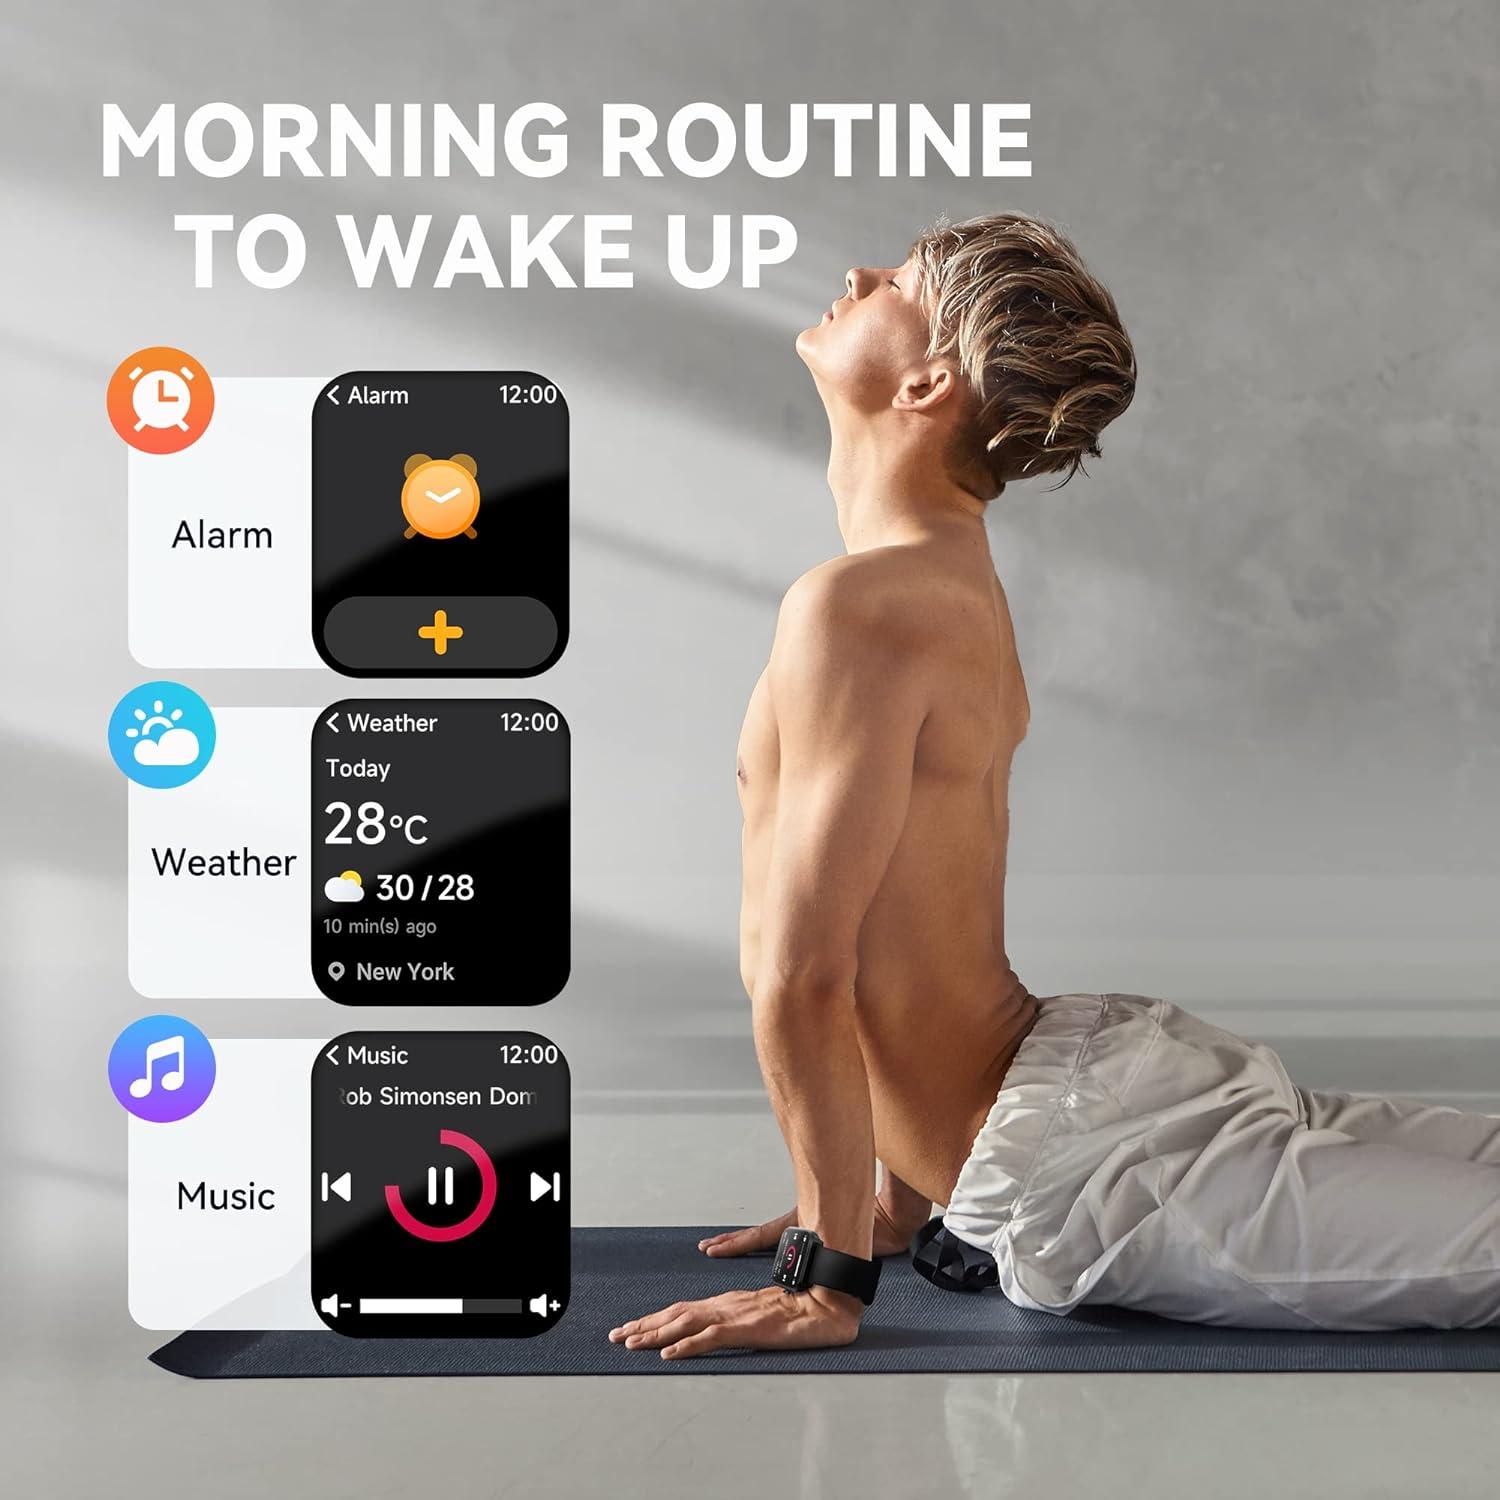 MORNING ROUTINE
TO WAKE UP
Alarm
Alarm 12:00
Weather
Weather 12:00
Today
28°C
30 / 28
10 min(s) ago
New York
Music
Music 12:00
ob Simonsen Dom